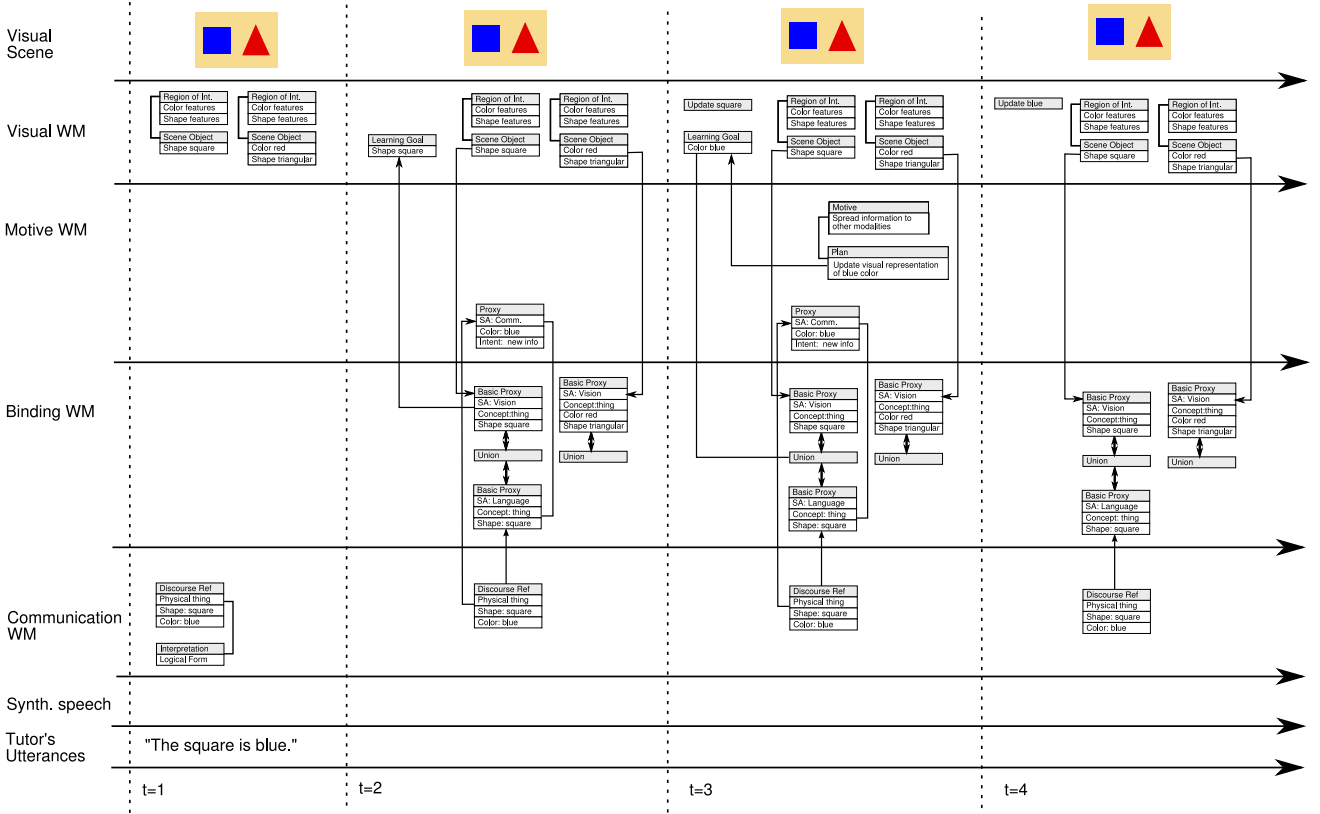 Visual
Scene
Visual WM
Motive WM
Binding WM
Communication
WM
Synth. speech
Tutor's
Utterances
Region of Int.
Color features
Shape features
Scene Object
Shape square
Region of Int.
Color features
Shape features
Scene Object
Color red
Shape triangular
Discourse Ref
Physical thing
Shape: square
Color: blue
Interpretation
Logical Form
"The square is blue."
t=1
Learning Goal
Shape square
Region of Int.
Color features
Shape features
Scene Object
Shape square
Region of Int.
Color features
Shape features
Scene Object
Color red
Shape triangular
Proxy
SA: Comm.
Color: blue
Intent: new info
Basic Proxy
SA: Vision
Concept:thing
Shape square
Union
Basic Proxy
SA: Language
Concept: thing
Shape: square
Basic Proxy
SA: Vision
Concept:thing
Color red
Shape triangular
Union
Discourse Ref
Physical thing
Shape: square
Color: blue
t=2
Update square
Learning Goal
Color blue
Region of Int.
Color features
Shape features
Scene Object
Shape square
Region of Int.
Color features
Shape features
Scene Object
Color red
Shape triangular
Motive
Spread information to
other modalities
Plan
Update visual representation
of blue color
Proxy
SA: Comm.
Color: blue
Intent: new info
Basic Proxy
SA: Vision
Concept:thing
Shape square
Union
Basic Proxy
SA: Language
Concept: thing
Shape: square
Basic Proxy
SA: Vision
Concept:thing
Color red
Shape triangular
Union
Discourse Ref
Physical thing
Shape: square
Color: blue
t=3
Update blue
Region of Int.
Color features
Shape features
Scene Object
Shape square
Region of Int.
Color features
Shape features
Scene Object
Color red
Shape triangular
Basic Proxy
SA: Vision
Concept:thing
Shape square
Union
Basic Proxy
SA: Language
Concept: thing
Shape: square
Basic Proxy
SA: Vision
Concept:thing
Color red
Shape triangular
Union
Discourse Ref
Physical thing
Shape: square
Color: blue
t=4